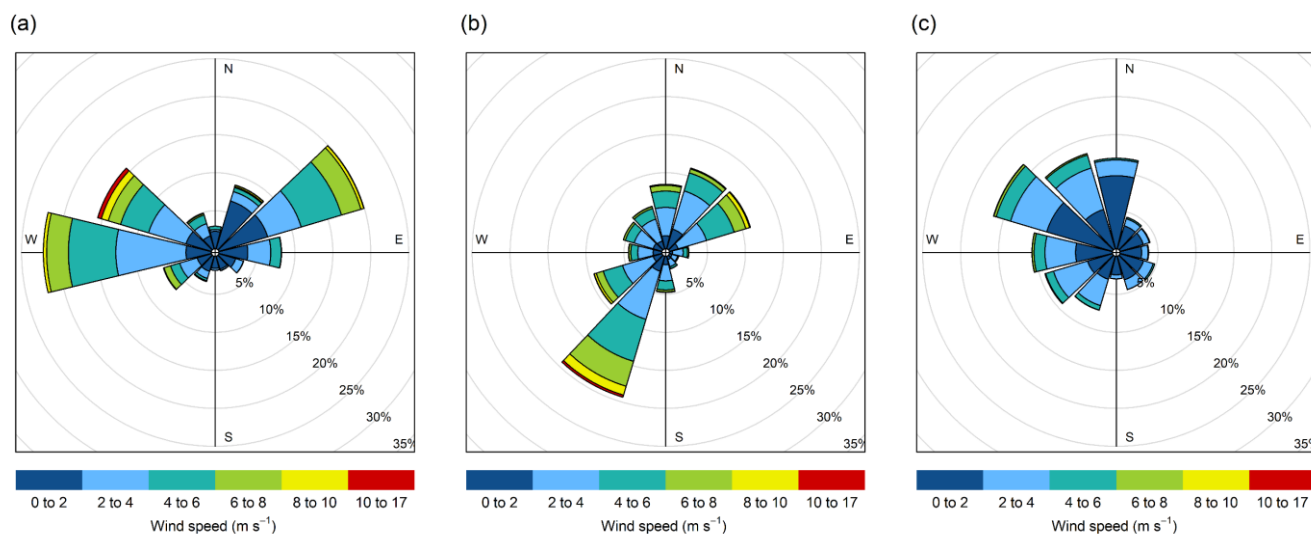 (a)
N
W
E
5%
10%
15%
20%
25%
30%
S
35%
0 to 2 2 to 4 4 to 6 6 to 8 8 to 10 10 to 17
Wind speed (m s⁻¹)
(b)
N
W
E
5%
10%
15%
20%
25%
30%
S
35%
0 to 2 2 to 4 4 to 6 6 to 8 8 to 10 10 to 17
Wind speed (m s⁻¹)
(c)
N
W
E
5%
10%
15%
20%
25%
30%
S
35%
0 to 2 2 to 4 4 to 6 6 to 8 8 to 10 10 to 17
Wind speed (m s⁻¹)